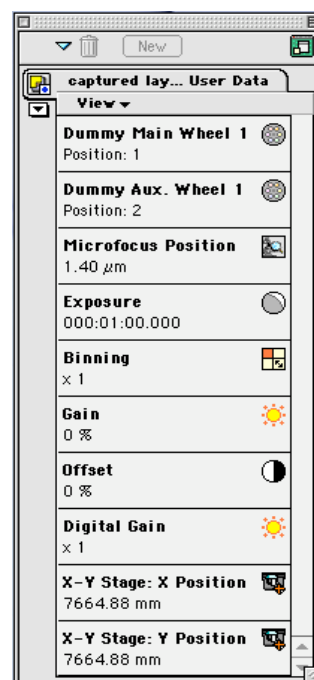 New
captured lay... User Data
View
Dummy Main Wheel 1
Position: 1
Dummy Aux. Wheel 1
Position: 2
Microfocus Position
1.40 μm
Exposure
000:01:00.000
Binning
x 1
Gain
0 %
Offset
0 %
Digital Gain
x 1
X-Y Stage: X Position
7664.88 mm
X-Y Stage: Y Position
7664.88 mm